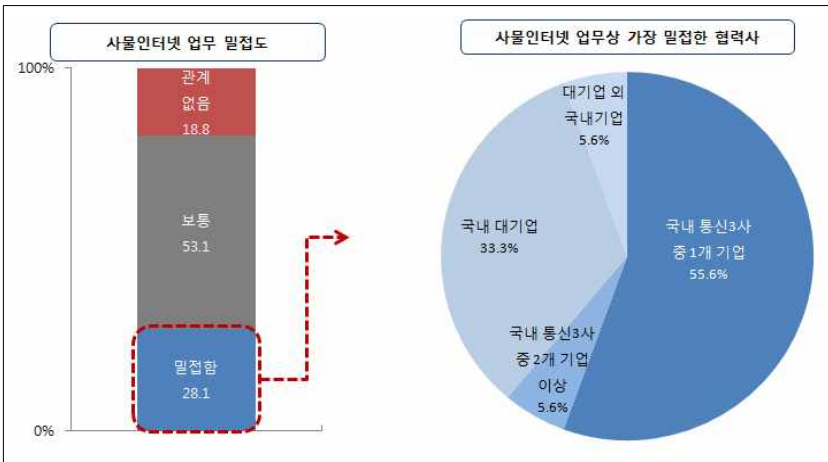 사물인터넷 업무 밀접도
100%
관계
없음
18.8
보통
53.1
밀접함
28.1
0%
사물인터넷 업무상 가장 밀접한 협력사
대기업 외
국내기업
5.6%
국내 대기업
33.3%
국내 통신3사
중 1개 기업
55.6%
국내 통신3사
중 2개 기업
이상
5.6%